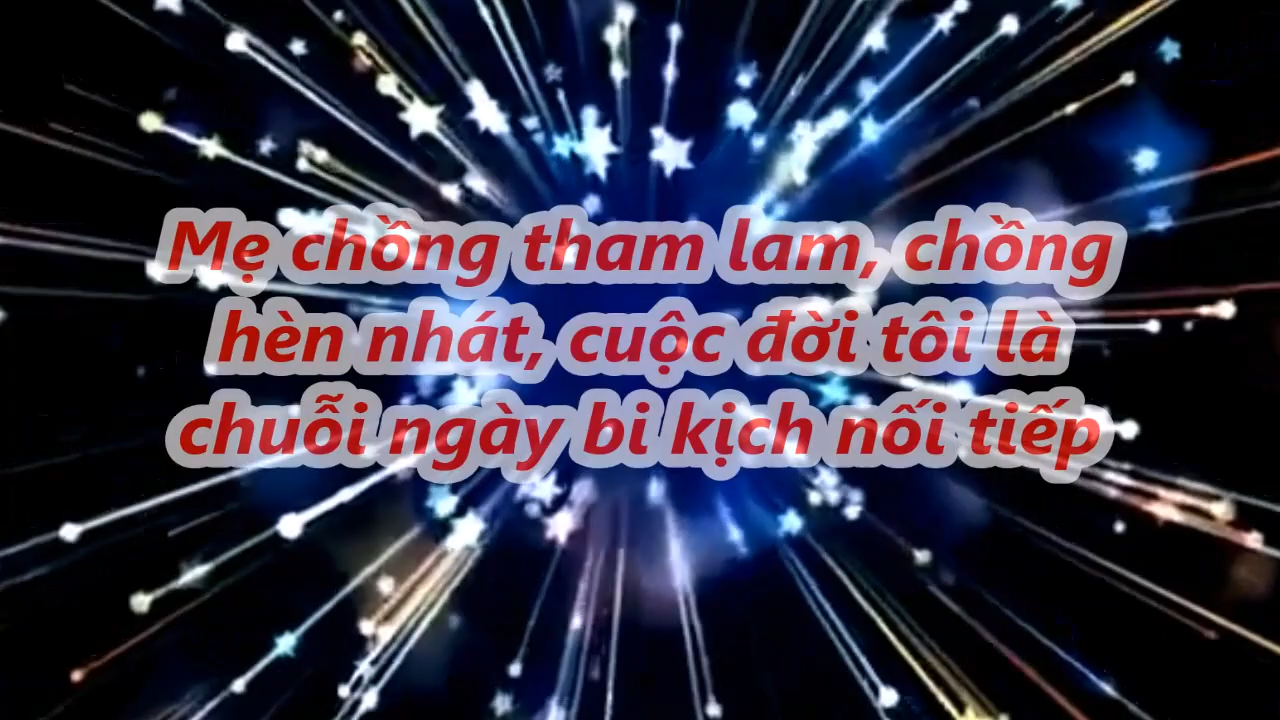 Mẹ chồng tham lam, chồng
hèn nhát, cuộc đời tôi là
chuỗi ngày bi kịch nối tiếp